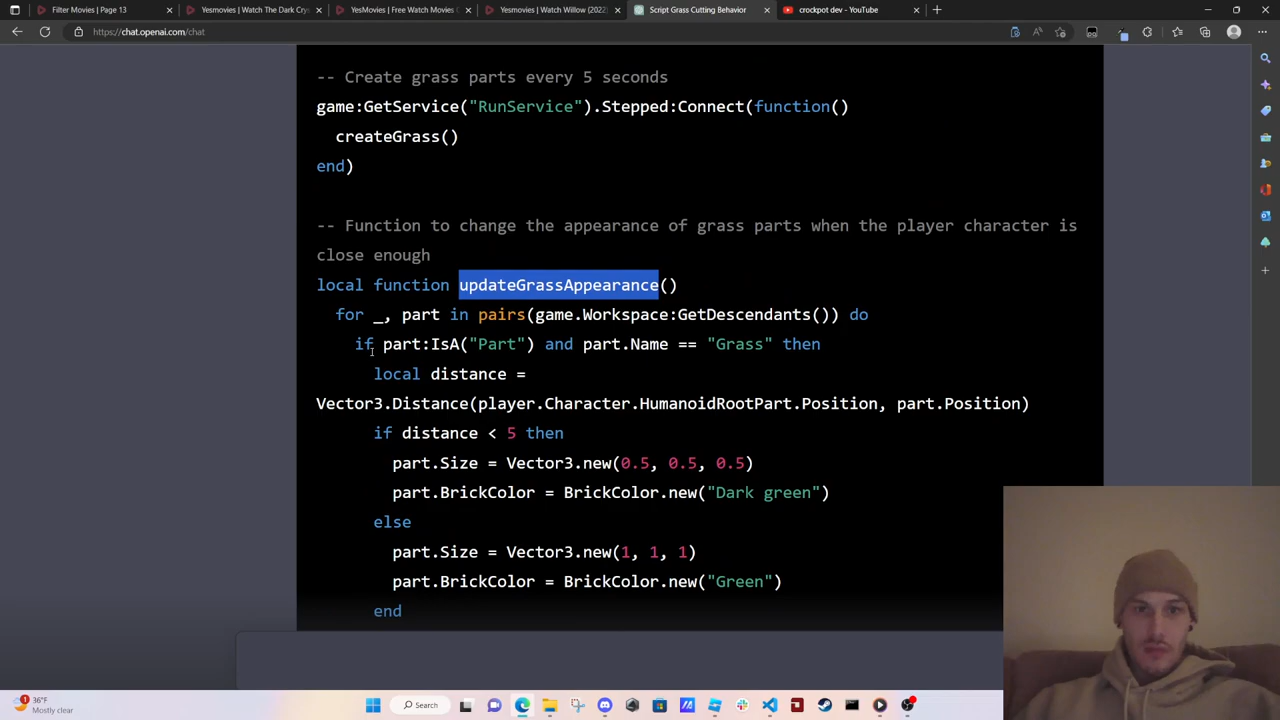 Filter Movies | Page 13
Yesmovies | Watch The Dark Cry
YesMovies | Free Watch Movies O
Yesmovies | Watch Willow (2022)
Script Grass Cutting Behavior
crockpot dev - YouTube
https://chat.openai.com/chat
-- Create grass parts every 5 seconds
game:GetService("RunService").Stepped:Connect(function()
createGrass()
end)
-- Function to change the appearance of grass parts when the player character is
close enough
local function updateGrassAppearance()
for _, part in pairs(game.Workspace:GetDescendants()) do
if part:IsA("Part") and part.Name == "Grass" then
local distance =
Vector3.Distance(player.Character.HumanoidRootPart.Position, part.Position)
if distance < 5 then
part.Size = Vector3.new(0.5, 0.5, 0.5)
part.BrickColor = BrickColor.new("Dark green")
else
part.Size = Vector3.new(1, 1, 1)
part.BrickColor = BrickColor.new("Green")
end
36°F
Mostly clear
Search